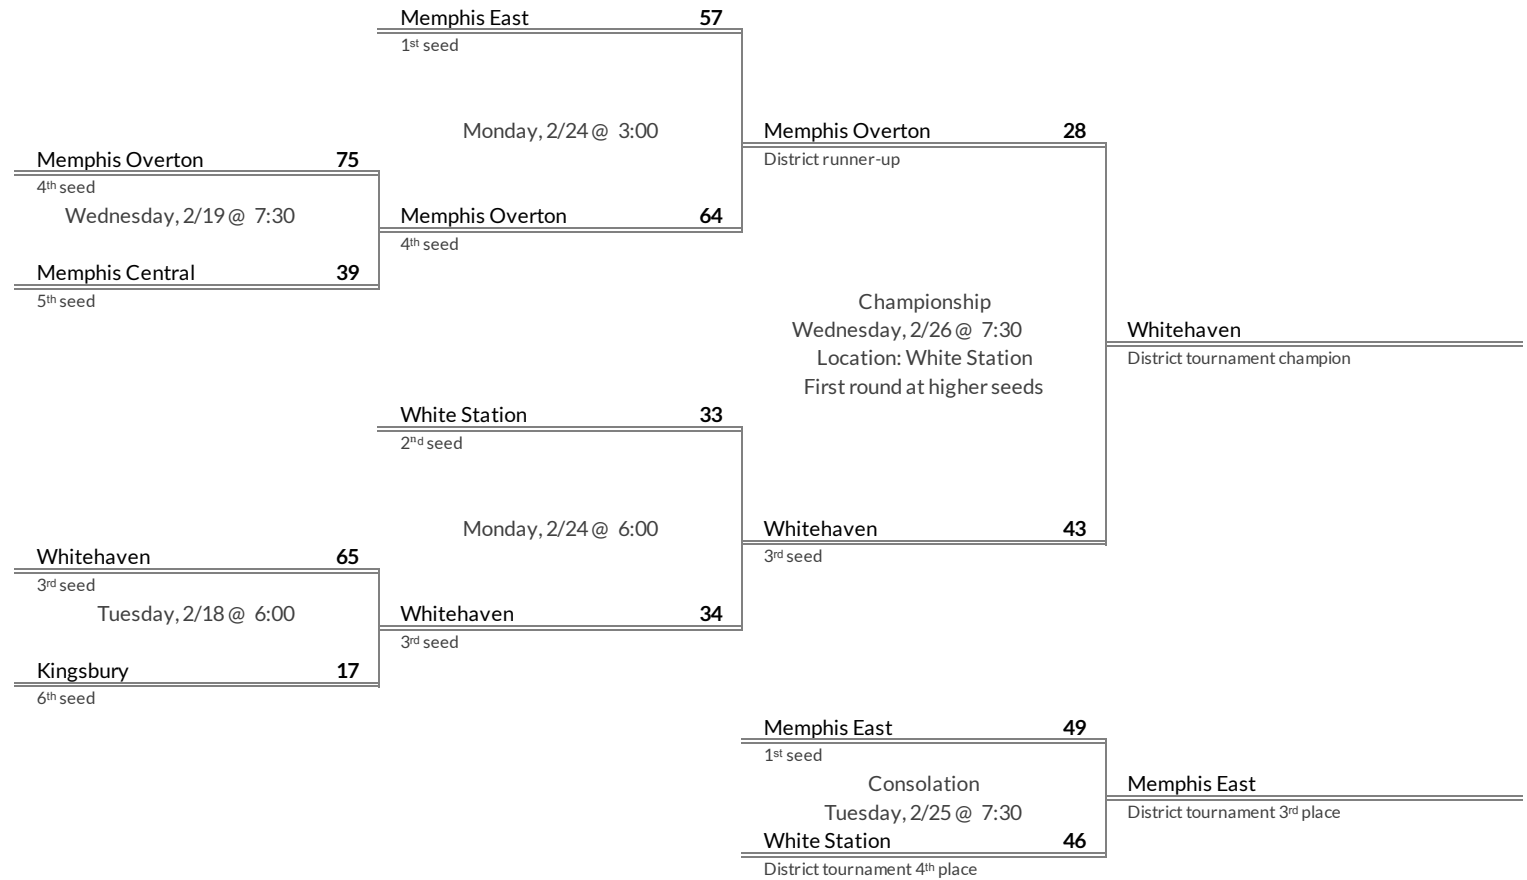 Memphis East 57
1st seed
Monday, 2/24 @ 3:00
Memphis Overton 28
District runner-up
Memphis Overton 75
4th seed
Wednesday, 2/19 @ 7:30
Memphis Overton 64
4th seed
Memphis Central 39
5th seed
Championship
Wednesday, 2/26 @ 7:30
Location: White Station
First round at higher seeds
Whitehaven
District tournament champion
White Station 33
2nd seed
Monday, 2/24 @ 6:00
Whitehaven 43
3rd seed
Whitehaven 65
3rd seed
Tuesday, 2/18 @ 6:00
Whitehaven 34
3rd seed
Kingsbury 17
6th seed
Memphis East 49
1st seed
Consolation
Tuesday, 2/25 @ 7:30
Memphis East
District tournament 3rd place
White Station 46
District tournament 4th place